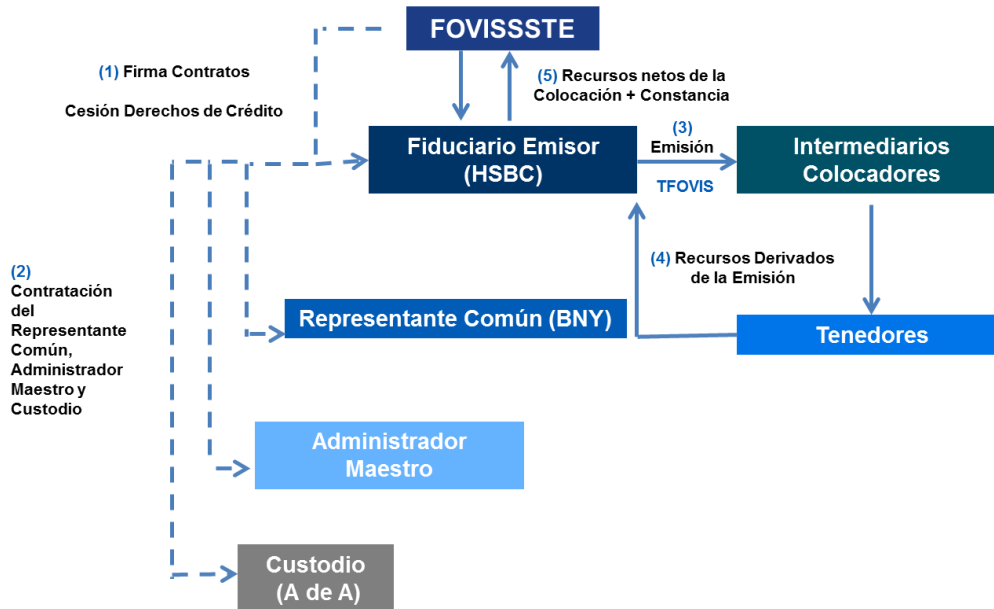 FOVISSSTE
(1) Firma Contratos
Cesión Derechos de Crédito
(5) Recursos netos de la
Colocación + Constancia
Fiduciario Emisor
(HSBC)
(3)
Emisión
TFOVIS
Intermediarios
Colocadores
(4) Recursos Derivados
de la Emisión
(2)
Contratación
del
Representante
Común,
Administrador
Maestro y
Custodio
Representante Común (BNY)
Tenedores
Administrador
Maestro
Custodio
(A de A)